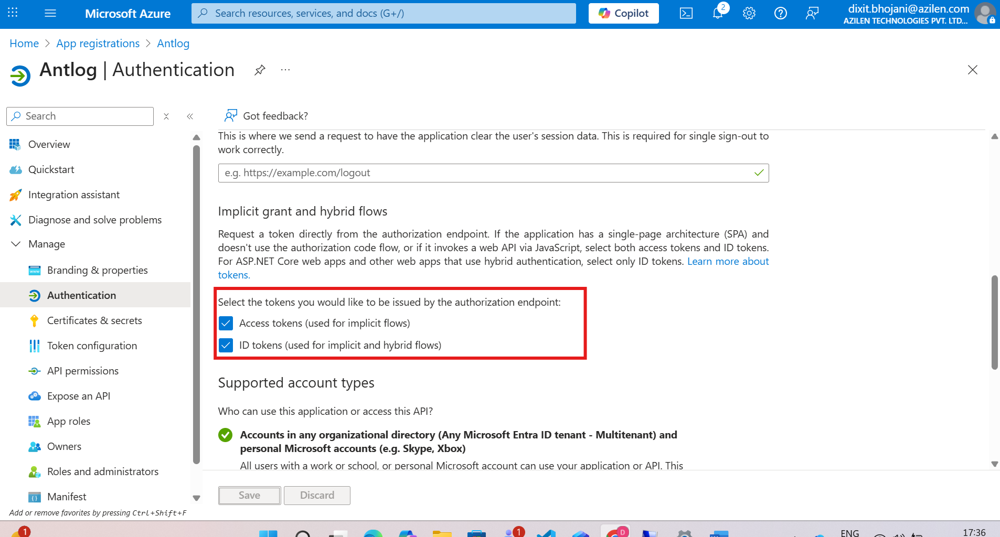 Microsoft Azure
Search resources, services, and docs (G+/)
Copilot
2
dixit.bhojani@azilen.com
AZILEN TECHNOLOGIES PVT. LTD...
Home > App registrations > Antlog
Antlog | Authentication
Search
Got feedback?
Overview
Quickstart
Integration assistant
Diagnose and solve problems
Manage
Branding & properties
Authentication
Certificates & secrets
Token configuration
API permissions
Expose an API
App roles
Owners
Roles and administrators
Manifest
Add or remove favorites by pressing Ctrl+Shift+F
This is where we send a request to have the application clear the user's session data. This is required for single sign-out to
work correctly.
e.g. https://example.com/logout
Implicit grant and hybrid flows
Request a token directly from the authorization endpoint. If the application has a single-page architecture (SPA) and
doesn't use the authorization code flow, or if it invokes a web API via JavaScript, select both access tokens and ID tokens.
For ASP.NET Core web apps and other web apps that use hybrid authentication, select only ID tokens. Learn more about
tokens.
Select the tokens you would like to be issued by the authorization endpoint:
Access tokens (used for implicit flows)
ID tokens (used for implicit and hybrid flows)
Supported account types
Who can use this application or access this API?
Accounts in any organizational directory (Any Microsoft Entra ID tenant - Multitenant) and
personal Microsoft accounts (e.g. Skype, Xbox)
All users with a work or school, or personal Microsoft account can use your application or API. This
Save
Discard
1
1
D
ENG
17:36